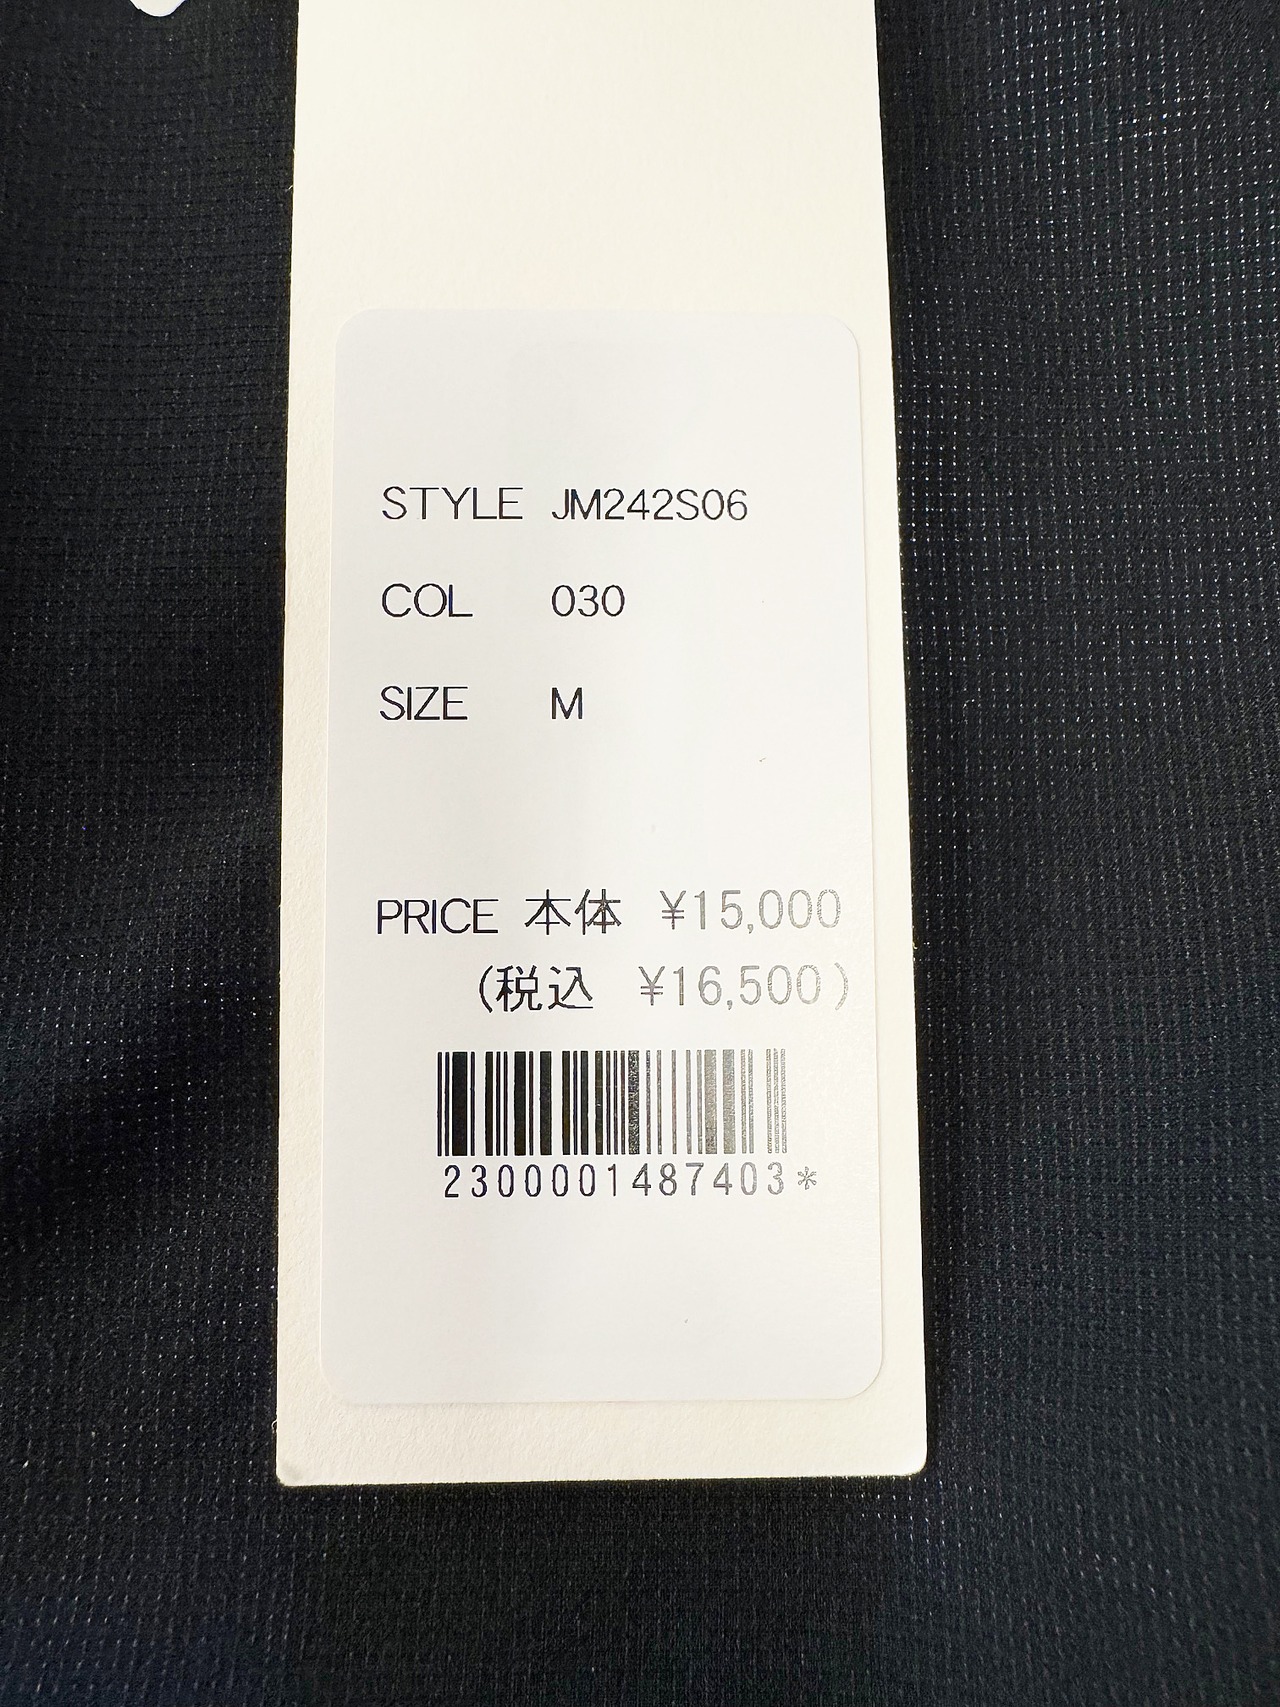 STYLE JM242S06
COL 030
SIZE M
PRICE 本体 ¥15,000
(税込 ¥16,500)
2300001487403*